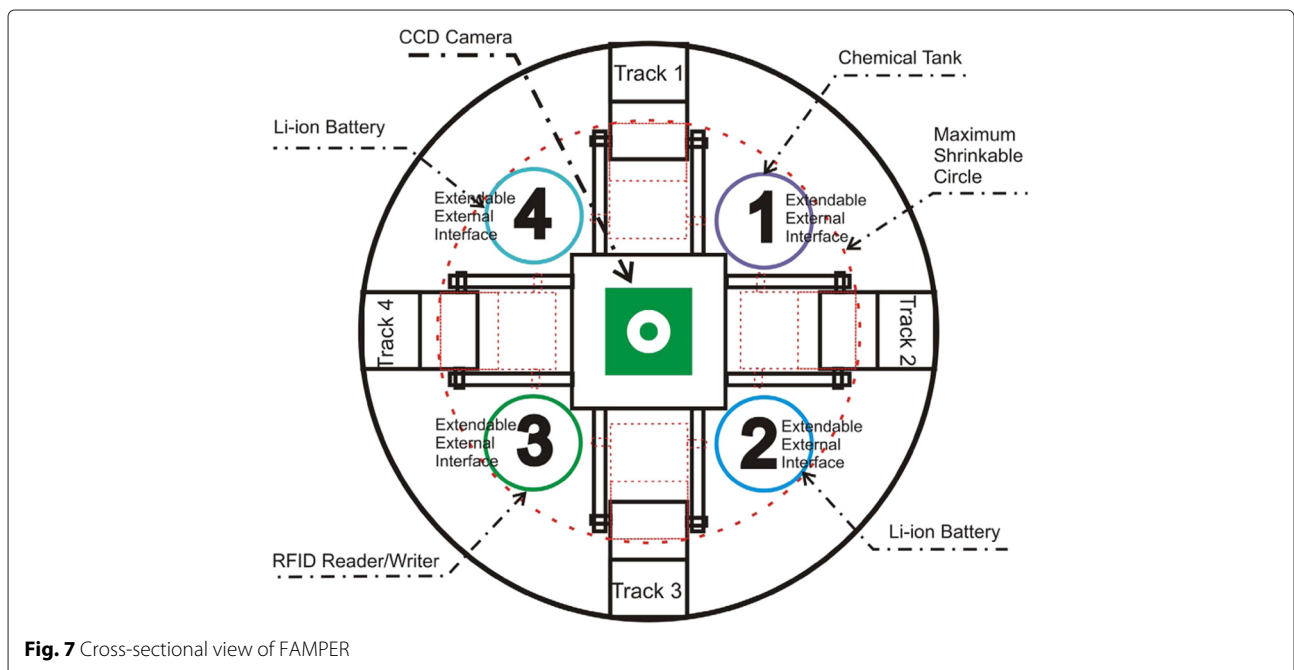 CCD Camera
Track 1
Chemical Tank
Li-ion Battery
Maximum
Shrinkable
Circle
Extendable
External
Interface
4
1
Extendable
External
Interface
Track 4
Track 2
Extendable
External
Interface
3
2
Extendable
External
Interface
Li-ion Battery
RFID Reader/Writer
Track 3
Fig. 7 Cross-sectional view of FAMPER